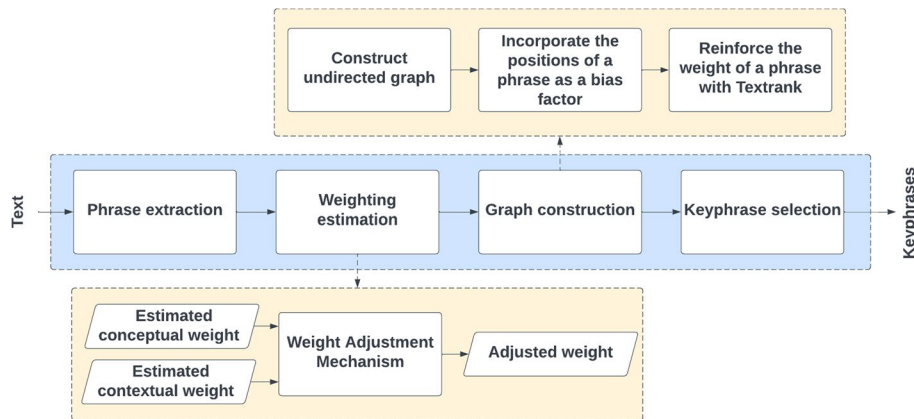 Construct
undirected graph
Incorporate the
positions of a
phrase as a bias
factor
Reinforce the
weight of a phrase
with Textrank
Text
Phrase extraction
Weighting
estimation
Graph construction
Keyphrase selection
Keyphrases
Estimated
conceptual weight
Estimated
contextual weight
Weight Adjustment
Mechanism
Adjusted weight